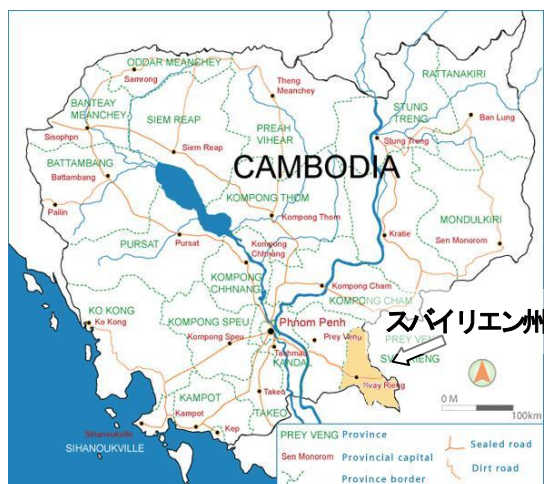 ODDAR MEANCHEY
Samrong
Theng
Meanchey
RATTANAKIRI
BANTEAY
MEANCHEY
SIEM REAP
PREAH
VIHEAR
STUNG
TRENG
Ban Lung
Sisophpn
Siem Reap
Stung Treng
BATTAMBANG
Battambang
CAMBODIA
KOMPONG THOM
Pailin
Kompong Thom
Kratie
MONDULKIRI
Sen Monorom
PURSAT
Pursat
Kompong
Chhnang
KOMPONG
CHHNANG
Kompong Cham
KOMPONG CHAM
KO KONG
Ko Kong
KOMPONG SPEU
Kompong Speu
Phnom Penh
Prey Veng
スバイリエン州
PREY VENG
Takhmau
KANDAL
SVAY RIENG
Svay Rieng
KAMPOT
Takeo
TAKEO
Kampot
Kep
Sihanoukville
SIHANOUKVILLE
0 M
100km
PREY VENG Province
Sen Monorom Provincial capital
Province border
Sealed road
Dirt road